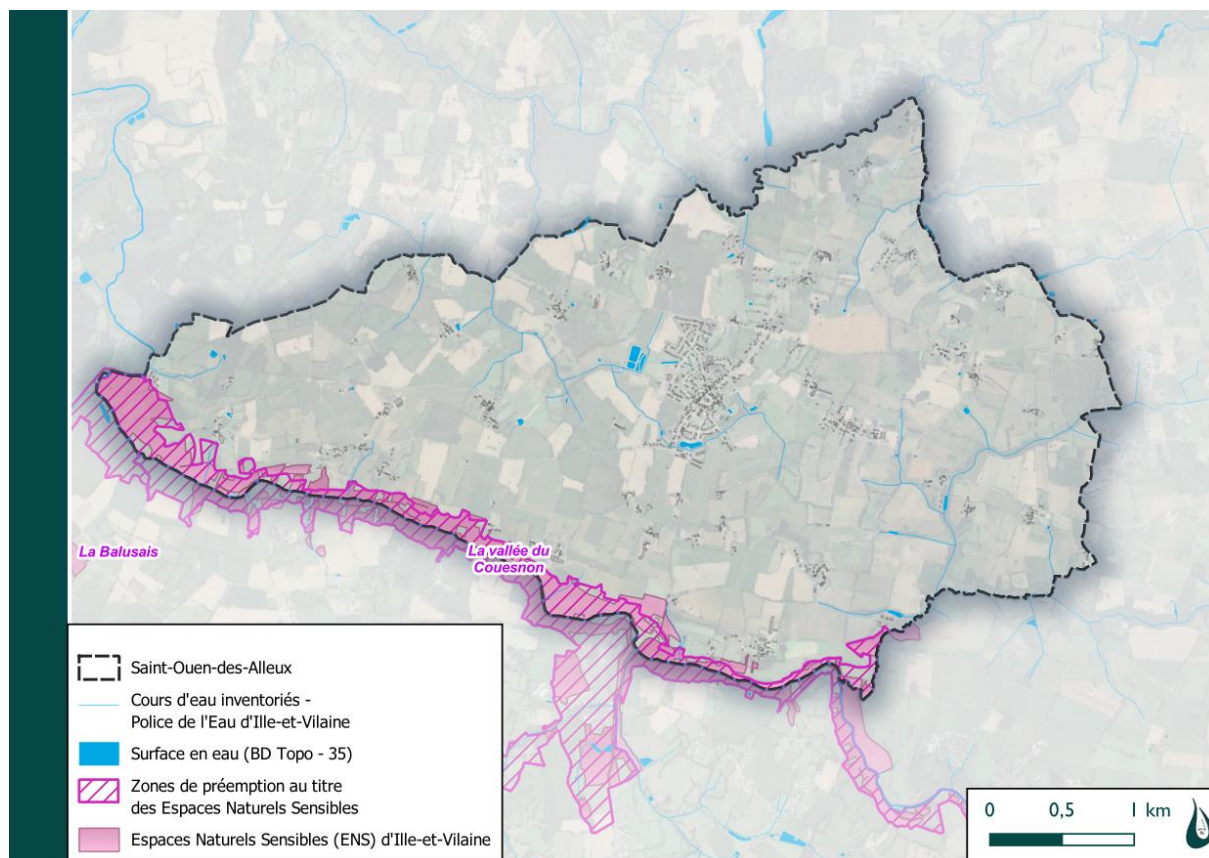 La Balusais
La vallée du
Couesnon
Saint-Ouen-des-Alleux
Cours d'eau inventoriés -
Police de l'Eau d'Ille-et-Vilaine
Surface en eau (BD Topo - 35)
Zones de préemption au titre
des Espaces Naturels Sensibles
Espaces Naturels Sensibles (ENS) d'Ille-et-Vilaine
0 0,5 1 km